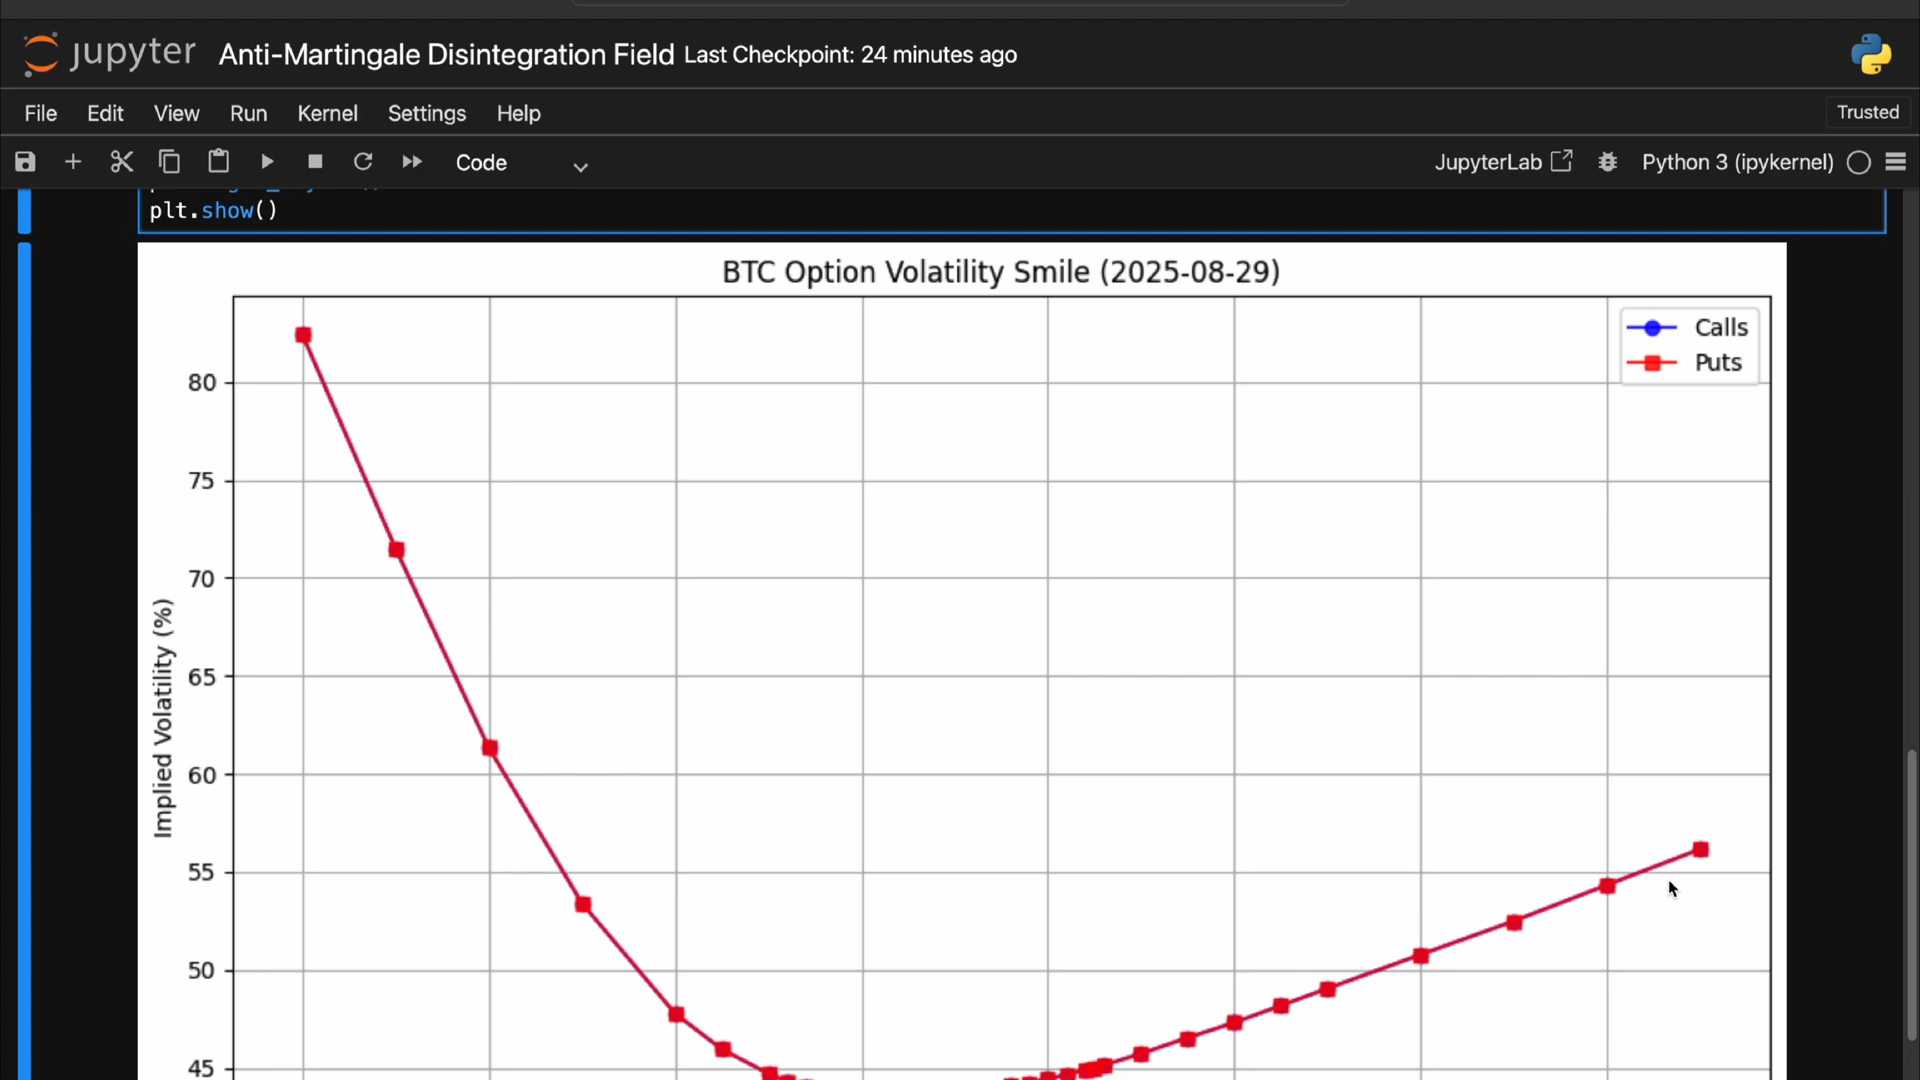 jupyter Anti-Martingale Disintegration Field Last Checkpoint: 24 minutes ago
File Edit View Run Kernel Settings Help Trusted
Code JupyterLab Python 3 (ipykernel)
plt.show()
BTC Option Volatility Smile (2025-08-29)
Calls
Puts
80
75
70
65
60
55
50
45
Implied Volatility (%)